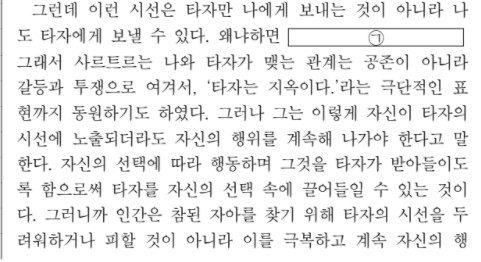 그런데 이런 시선은 타자만 나에게 보내는 것이 아니라 나
도 타자에게 보낼 수 있다. 왜냐하면 ㉠
그래서 사르트르는 나와 타자가 맺는 관계는 공존이 아니라
갈등과 투쟁으로 여겨서, ‘타자는 지옥이다.’라는 극단적인 표
현까지 동원하기도 하였다. 그러나 그는 이렇게 자신이 타자의
시선에 노출되더라도 자신의 행위를 계속해 나가야 한다고 말
한다. 자신의 선택에 따라 행동하며 그것을 타자가 받아들이도
록 함으로써 타자를 자신의 선택 속에 끌어들일 수 있는 것이
다. 그러니까 인간은 참된 자아를 찾기 위해 타자의 시선을 두
려워하거나 피할 것이 아니라 이를 극복하고 계속 자신의 행